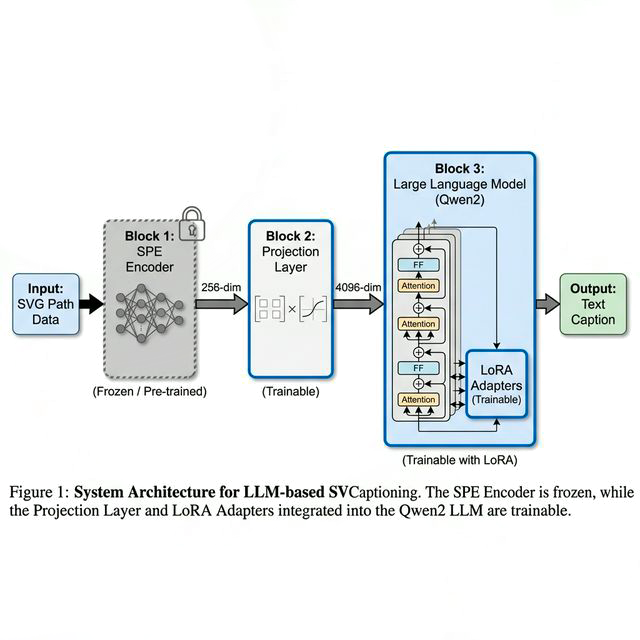 Block 3:
Large Language Model
(Qwen2)
Block 1:
SPE
Encoder
Block 2:
Projection
Layer
Input:
SVG Path
Data
256-dim
4096-dim
FF
Attention
Attention
FF
Attention
LoRA
Adapters
(Trainable)
Output:
Text
Caption
(Frozen / Pre-trained)
(Trainable)
(Trainable with LoRA)
Figure 1: System Architecture for LLM-based SVCaptioning. The SPE Encoder is frozen, while
the Projection Layer and LoRA Adapters integrated into the Qwen2 LLM are trainable.